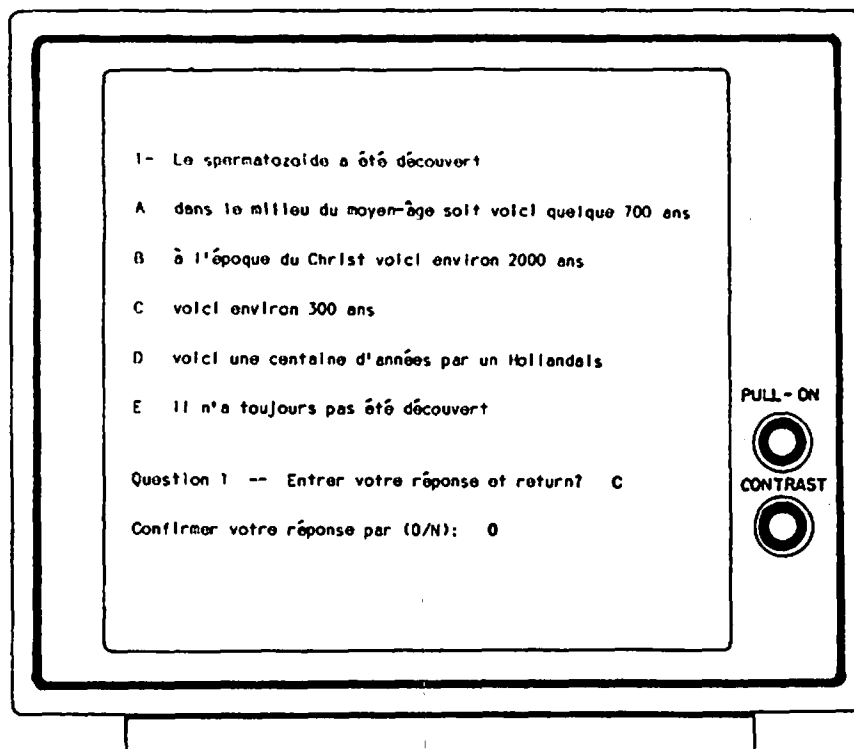 1- Le spermatozoïde a été découvert
A dans le milieu du moyen-âge soit voici quelque 700 ans
B à l'époque du Christ voici environ 2000 ans
C voici environ 300 ans
D voici une centaine d'années par un Hollandais
E Il n'a toujours pas été découvert
PULL-ON
Question 1 -- Entrer votre réponse et return? C
CONTRAST
Confirmer votre réponse par (O/N): O